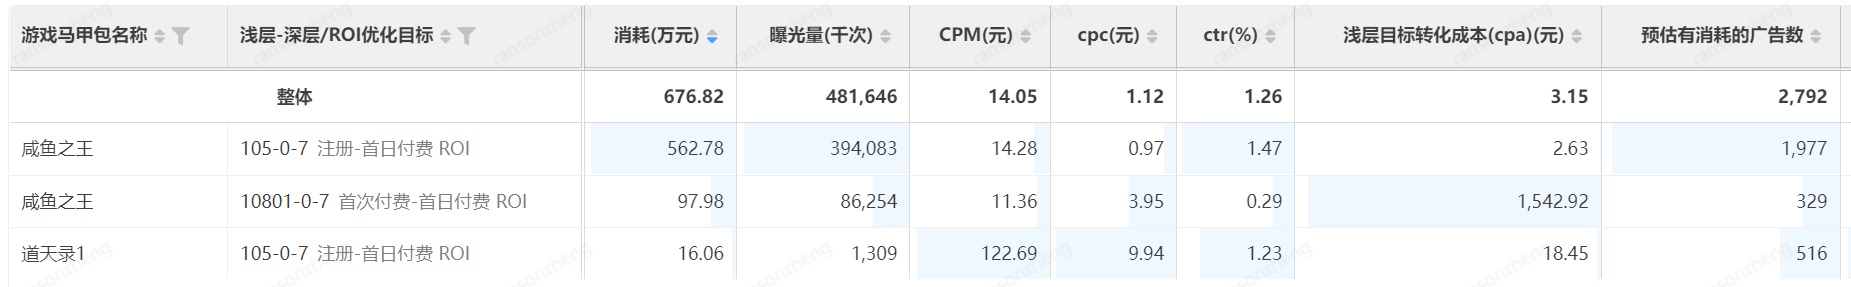 游戏马甲包名称 浅层-深层/ROI优化目标 消耗(万元) 曝光量(千次) CPM(元) cpc(元) ctr(%) 浅层目标转化成本(cpa)(元) 预估有消耗的广告数
整体 676.82 481,646 14.05 1.12 1.26 3.15 2,792
咸鱼之王 105-0-7 注册-首日付费 ROI 562.78 394,083 14.28 0.97 1.47 2.63 1,977
咸鱼之王 10801-0-7 首次付费-首日付费 ROI 97.98 86,254 11.36 3.95 0.29 1,542.92 329
道天录1 105-0-7 注册-首日付费 ROI 16.06 1,309 122.69 9.94 1.23 18.45 516
ransonzheng